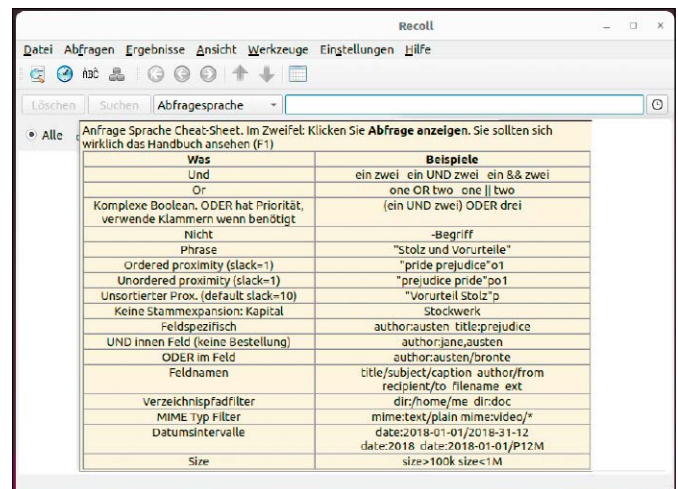 Recoll
Datei Abfragen Ergebnisse Ansicht Werkzeuge Einstellungen Hilfe
Löschen Suchen Abfragesprache
Alle
Anfrage Sprache Cheat-Sheet. Im Zweifel: Klicken Sie Abfrage anzeigen. Sie sollten sich
wirklich das Handbuch ansehen (F1)
Was Beispiele
Und ein zwei ein UND zwei ein && zwei
Or one OR two one || two
Komplexe Boolean. ODER hat Priorität, (ein UND zwei) ODER drei
verwende Klammern wenn benötigt
Nicht -Begriff
Phrase "Stolz und Vorurteile"
Ordered proximity (slack=1) "pride prejudice"o1
Unordered proximity (slack=1) "prejudice pride"po1
Unsortierter Prox. (default slack=10) "Vorurteil Stolz"p
Keine Stammexpansion: Kapital Stockwerk
Feldspezifisch author:austen title:prejudice
UND innen Feld (keine Bestellung) author:jane,austen
ODER im Feld author:austen/bronte
Feldnamen title/subject/caption author/from
recipient/to filename ext
Verzeichnispfadfilter dir:/home/me dir:doc
MIME Typ Filter mime:text/plain mime:video/*
Datumsintervalle date:2018-01-01/2018-31-12
date:2018 date:2018-01-01/P12M
Size size>100k size<1M